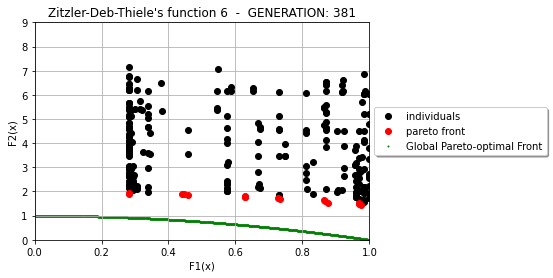 Zitzler-Deb-Thiele's function 6 - GENERATION: 381
9
8
7
6
5
4
3
2
1
0
F2(x)
0.0 0.2 0.4 0.6 0.8 1.0
F1(x)
individuals
pareto front
Global Pareto-optimal Front